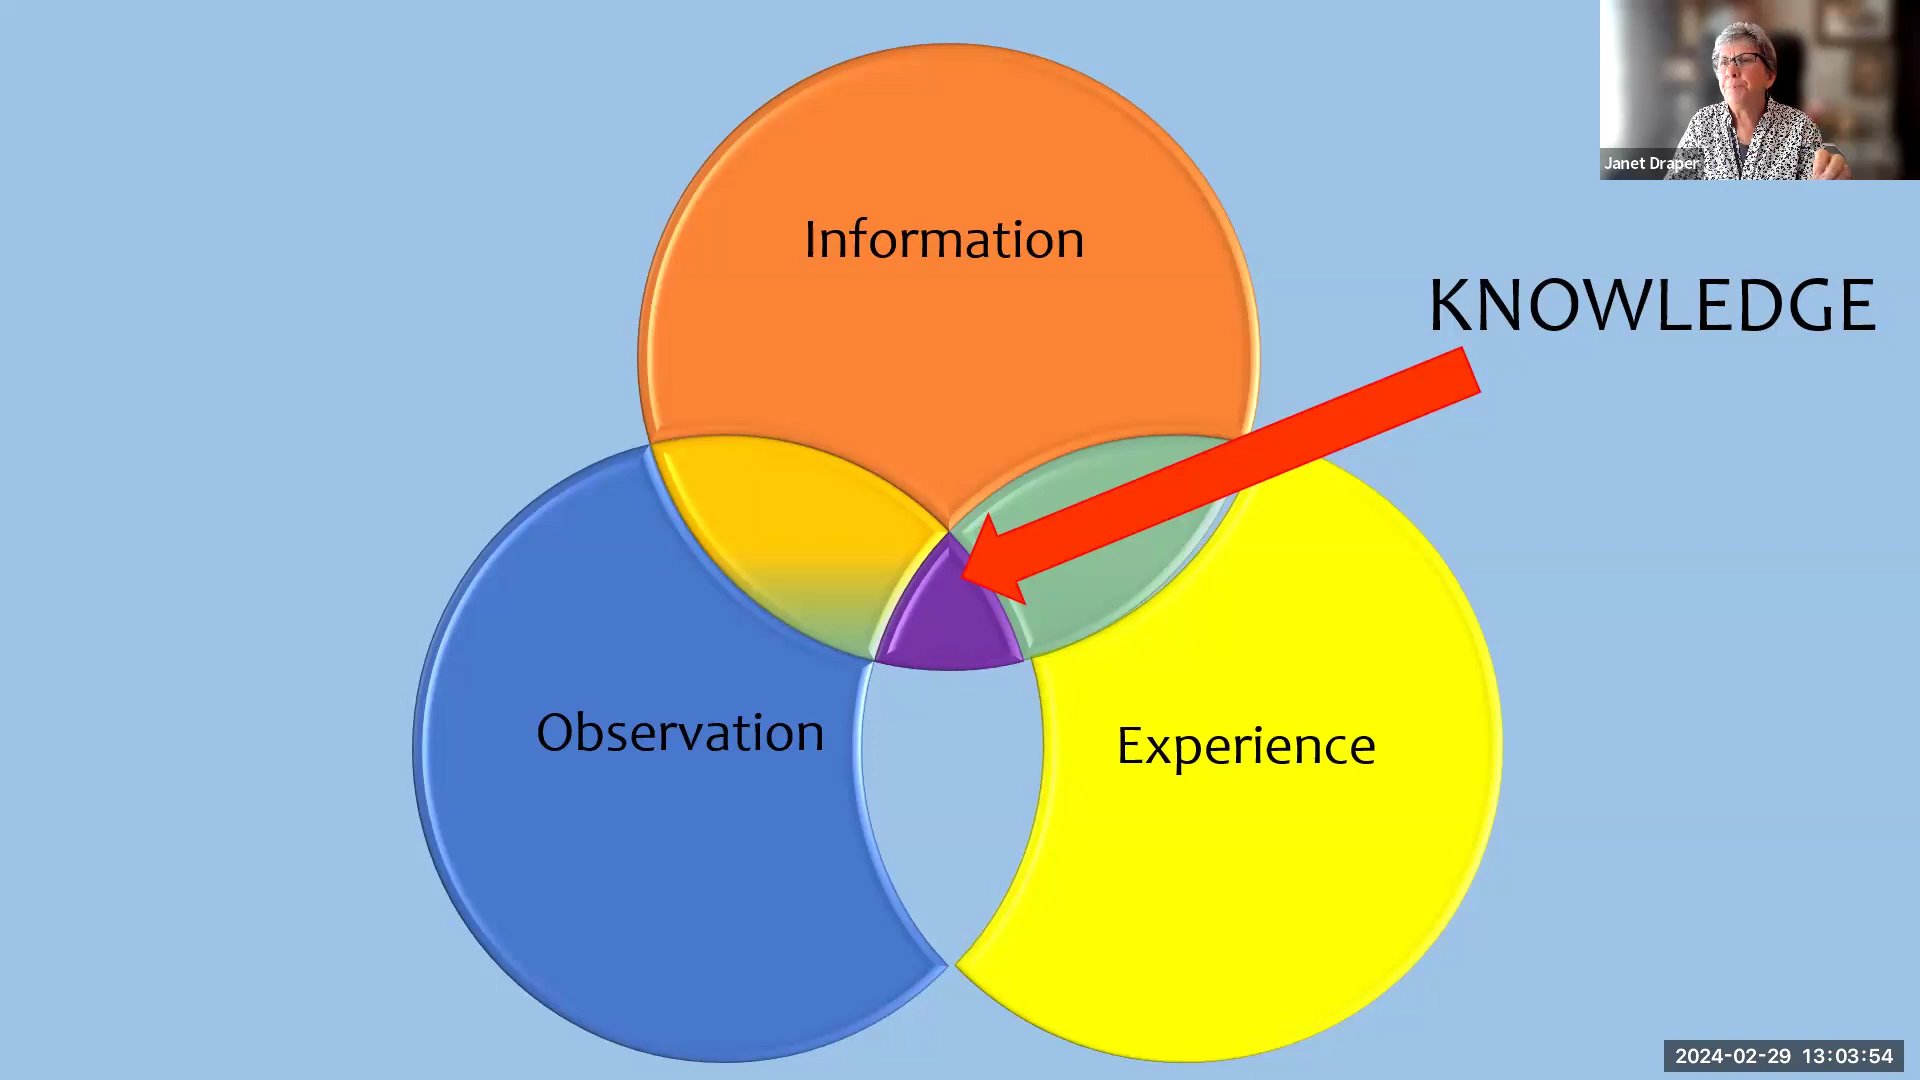 Janet Draper
Information
KNOWLEDGE
Observation
Experience
2024-02-29 13:03:54